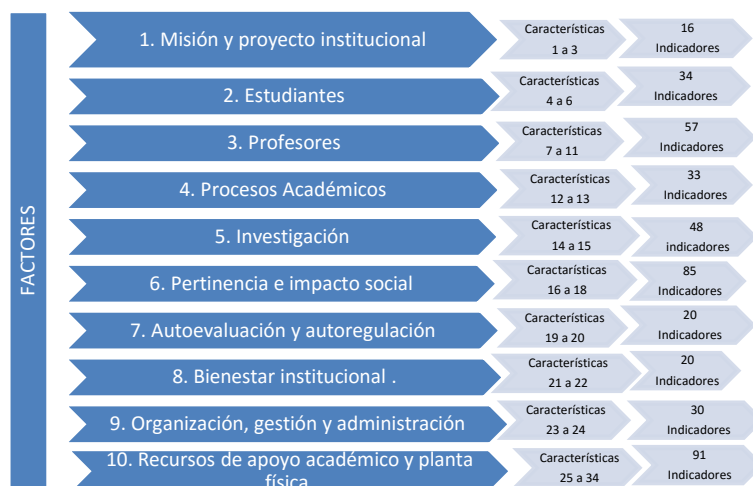 FACTORES
1. Misión y proyecto institucional
Características
1 a 3
16
Indicadores
2. Estudiantes
Características
4 a 6
34
Indicadores
3. Profesores
Características
7 a 11
57
Indicadores
4. Procesos Académicos
Características
12 a 13
33
Indicadores
5. Investigación
Características
14 a 15
48
indicadores
6. Pertinencia e impacto social
Caractarísticas
16 a 18
85
Indicadores
7. Autoevaluación y autoregulación
Características
19 a 20
20
Indicadores
8. Bienestar institucional .
Características
21 a 22
20
Indicadores
9. Organización, gestión y administración
Características
23 a 24
30
Indicadores
10. Recursos de apoyo académico y planta
física
Características
25 a 34
91
Indicadores